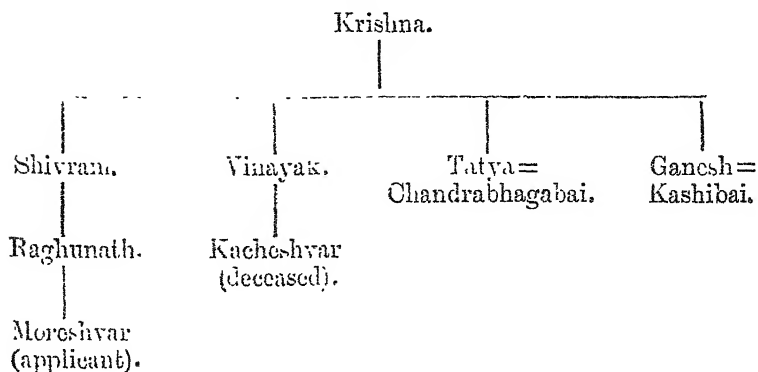 Krishna.
Shivram. Vinayak. Tatya= Ganesh=
Chandrabhagabai. Kashibai.
Raghunath. Kacheshvar
(deceased).
Moreshvar
(applicant).